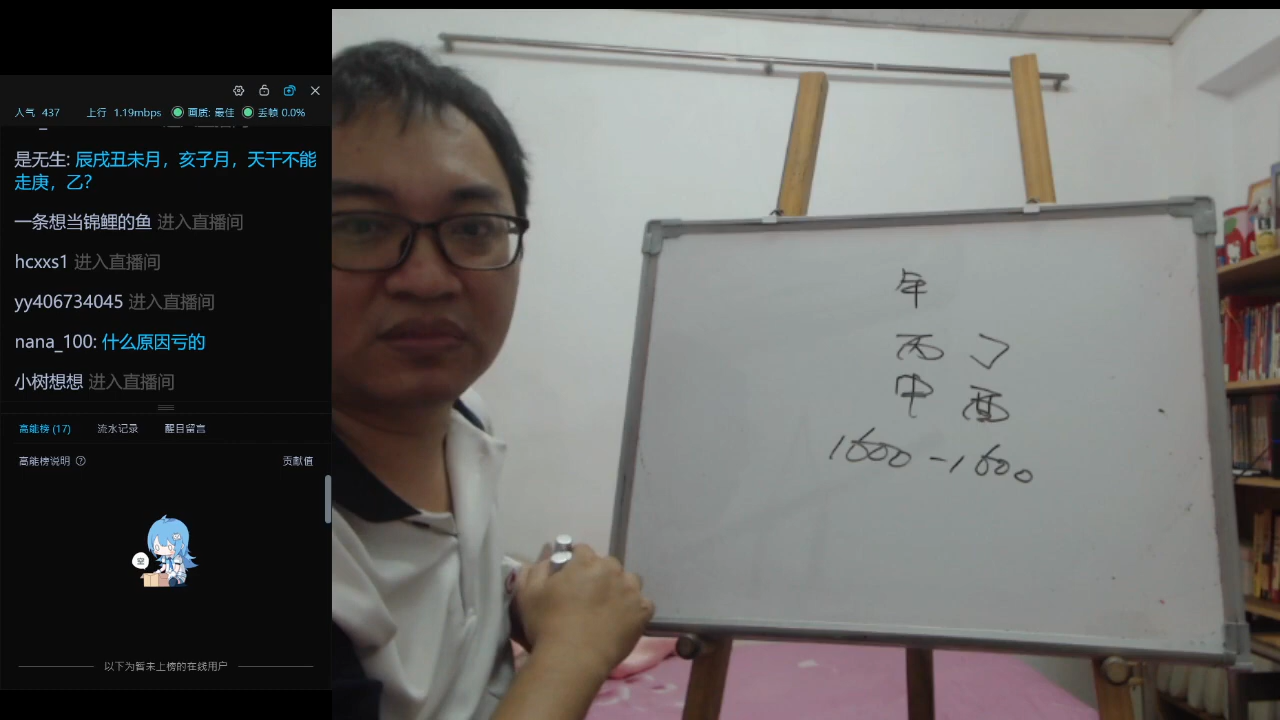 人气 437 上行 1.19mbps 画质: 最佳 丢帧 0.0%
是无生: 辰戌丑未月，亥子月，天干不能
走庚，乙？
一条想当锦鲤的鱼 进入直播间
hcxxs1 进入直播间
yy406734045 进入直播间
nana_100: 什么原因亏的
小树想想 进入直播间
高能榜 (17) 流水记录 醒目留言
高能榜说明 贡献值
空
以下为暂未上榜的在线用户
年
丙 丁
申 酉
1600-1600